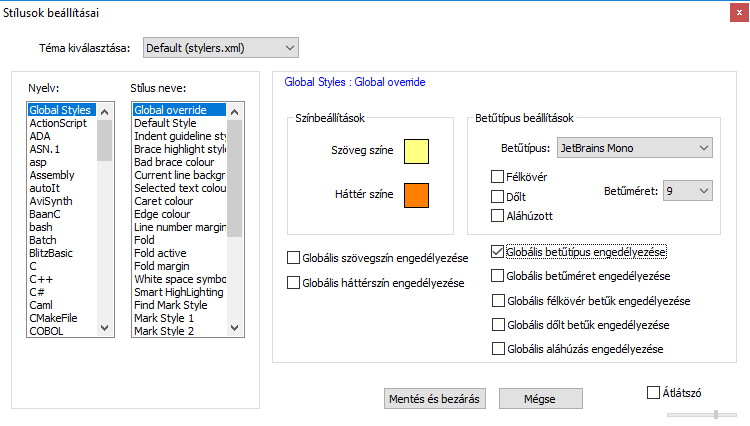 Stílusok beállításai
Téma kiválasztása: Default (stylers.xml)
Nyelv:
Global Styles
ActionScript
ADA
ASN.1
asp
Assembly
autoIt
AviSynth
BaanC
bash
Batch
BlitzBasic
C
C++
C#
Caml
CMakeFile
COBOL
Stílus neve:
Global override
Default Style
Indent guideline sty
Brace highlight style
Bad brace colour
Current line backgr
Selected text colou
Caret colour
Edge colour
Line number margin
Fold
Fold active
Fold margin
White space symbo
Smart HighLighting
Find Mark Style
Mark Style 1
Mark Style 2
Global Styles : Global override
Színbeállítások
Szöveg színe
Háttér színe
Betűtípus beállítások
Betűtípus: JetBrains Mono
Félkövér
Dőlt
Aláhúzott
Betűméret: 9
Globális szövegszín engedélyezése
Globális háttérszín engedélyezése
Globális betűtípus engedélyezése
Globális betűméret engedélyezése
Globális félkövér betűk engedélyezése
Globális dőlt betűk engedélyezése
Globális aláhúzás engedélyezése
Mentés és bezárás
Mégse
Átlátszó